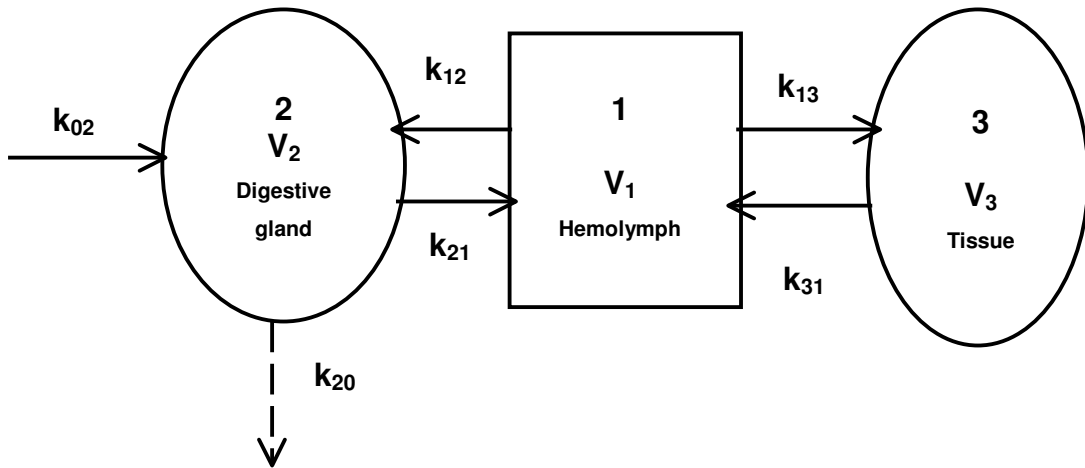 k02
2
V2
Digestive
gland
k12
k21
k20
1
V1
Hemolymph
k13
k31
3
V3
Tissue